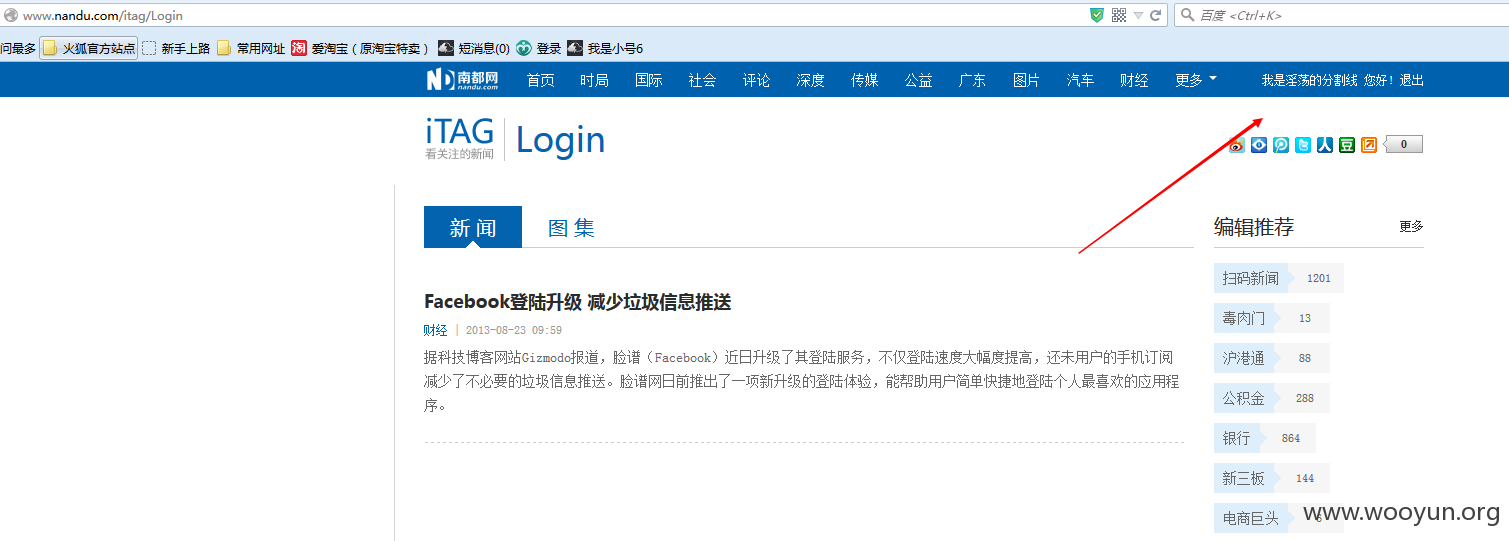 www.nandu.com/itag/Login
百度 <Ctrl+K>
问最多 火狐官方站点 新手上路 常用网址 淘 爱淘宝（原淘宝特卖） 短消息(0) 登录 我是小号6
ND 南都网 nandu.com 首页 时局 国际 社会 评论 深度 传媒 公益 广东 图片 汽车 财经 更多 我是淫荡的分割线 您好！退出
iTAG Login
看关注的新闻
人 豆 0
新闻 图集
编辑推荐 更多
Facebook登陆升级 减少垃圾信息推送
财经 | 2013-08-23 09:59
据科技博客网站Gizmodo报道，脸谱（Facebook）近日升级了其登陆服务，不仅登陆速度大幅度提高，还未用户的手机订阅
减少了不必要的垃圾信息推送。脸谱网日前推出了一项新升级的登陆体验，能帮助用户简单快捷地登陆个人最喜欢的应用程
序。
扫码新闻 1201
毒肉门 13
沪港通 88
公积金 288
银行 864
新三板 144
电商巨头
www.wooyun.org